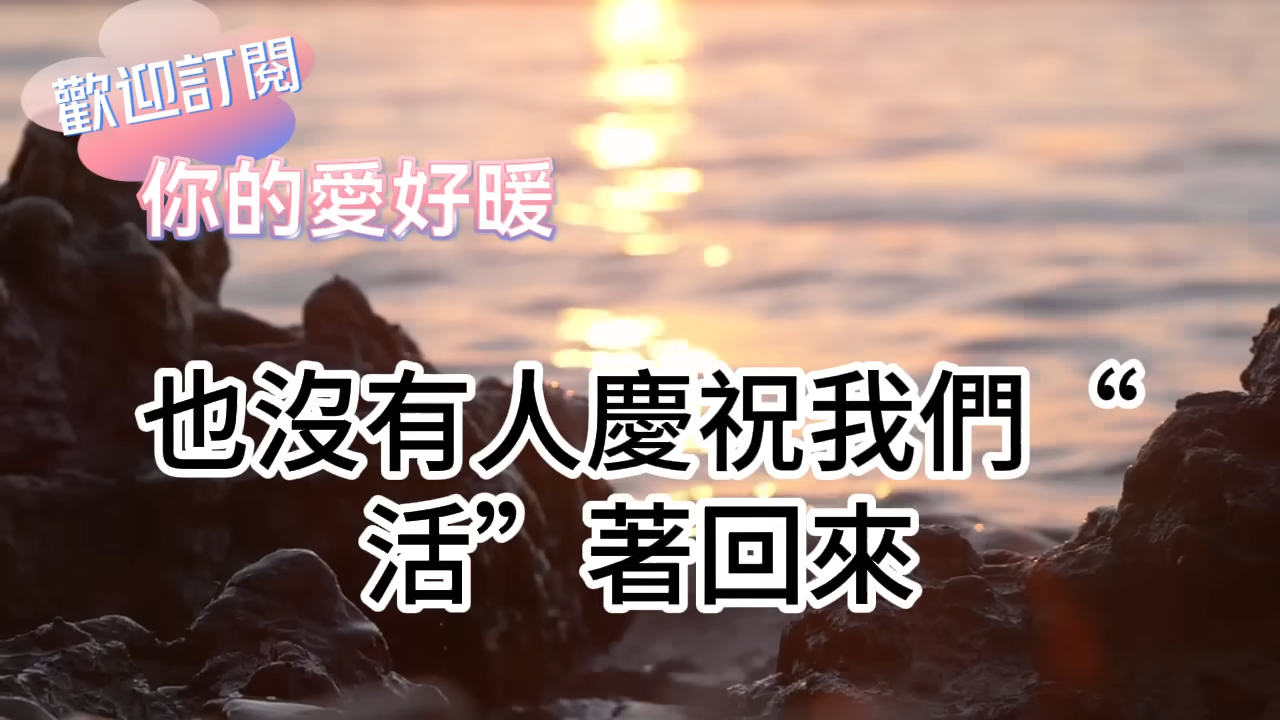 歡迎訂閱
你的愛好暖
也沒有人慶祝我們“
活”著回來